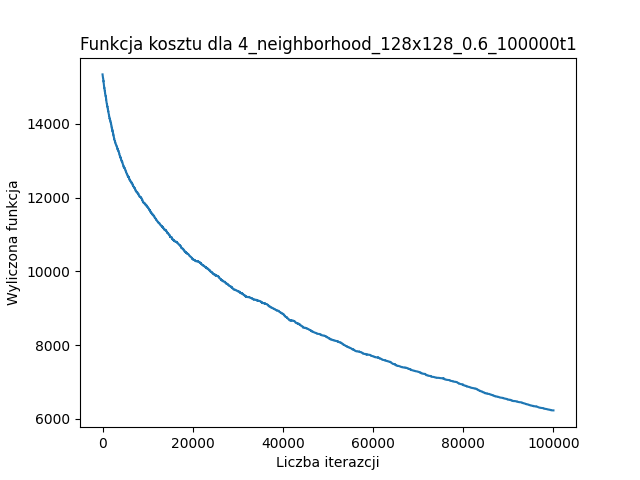 Funkcja kosztu dla 4_neighborhood_128x128_0.6_100000t1
Wyliczona funkcja
14000
12000
10000
8000
6000
0 20000 40000 60000 80000 100000
Liczba iterazcji